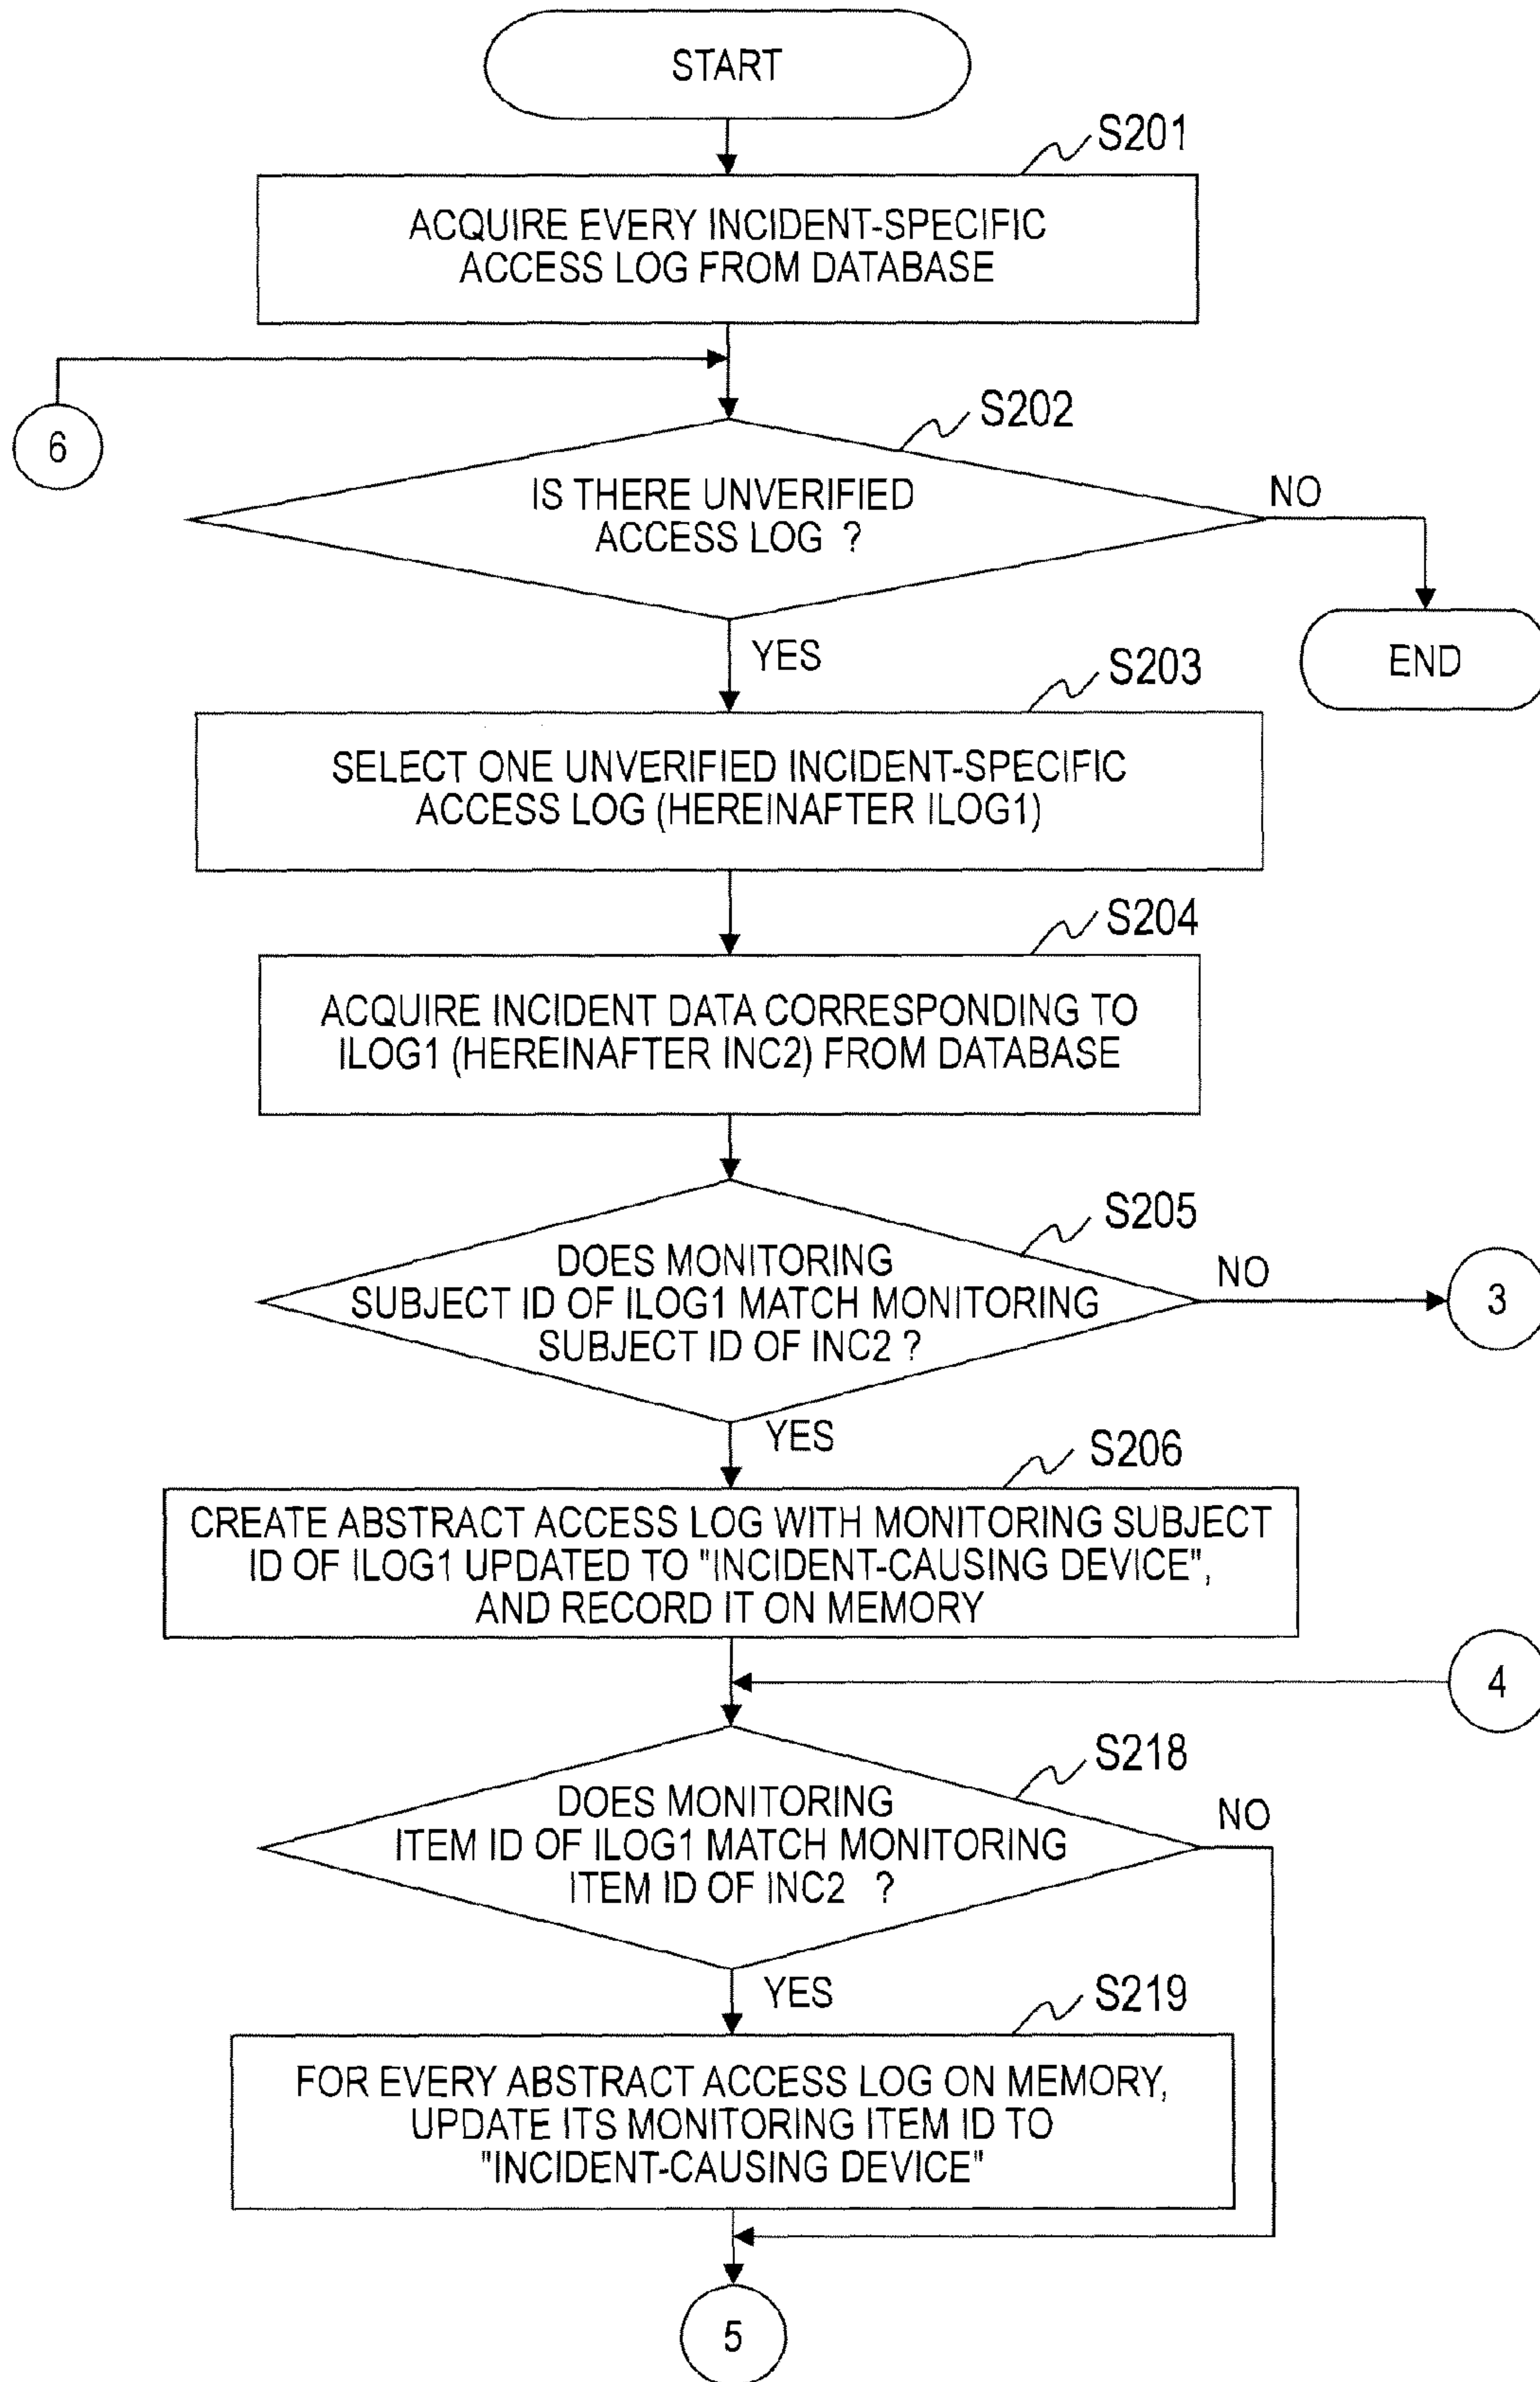 START
S201
ACQUIRE EVERY INCIDENT-SPECIFIC
ACCESS LOG FROM DATABASE
6
S202
IS THERE UNVERIFIED
ACCESS LOG ?
NO
END
YES
S203
SELECT ONE UNVERIFIED INCIDENT-SPECIFIC
ACCESS LOG (HEREINAFTER ILOG1)
S204
ACQUIRE INCIDENT DATA CORRESPONDING TO
ILOG1 (HEREINAFTER INC2) FROM DATABASE
S205
DOES MONITORING
SUBJECT ID OF ILOG1 MATCH MONITORING
SUBJECT ID OF INC2 ?
NO
3
YES
S206
CREATE ABSTRACT ACCESS LOG WITH MONITORING SUBJECT
ID OF ILOG1 UPDATED TO "INCIDENT-CAUSING DEVICE",
AND RECORD IT ON MEMORY
4
S218
DOES MONITORING
ITEM ID OF ILOG1 MATCH MONITORING
ITEM ID OF INC2 ?
NO
YES
S219
FOR EVERY ABSTRACT ACCESS LOG ON MEMORY,
UPDATE ITS MONITORING ITEM ID TO
"INCIDENT-CAUSING DEVICE"
5